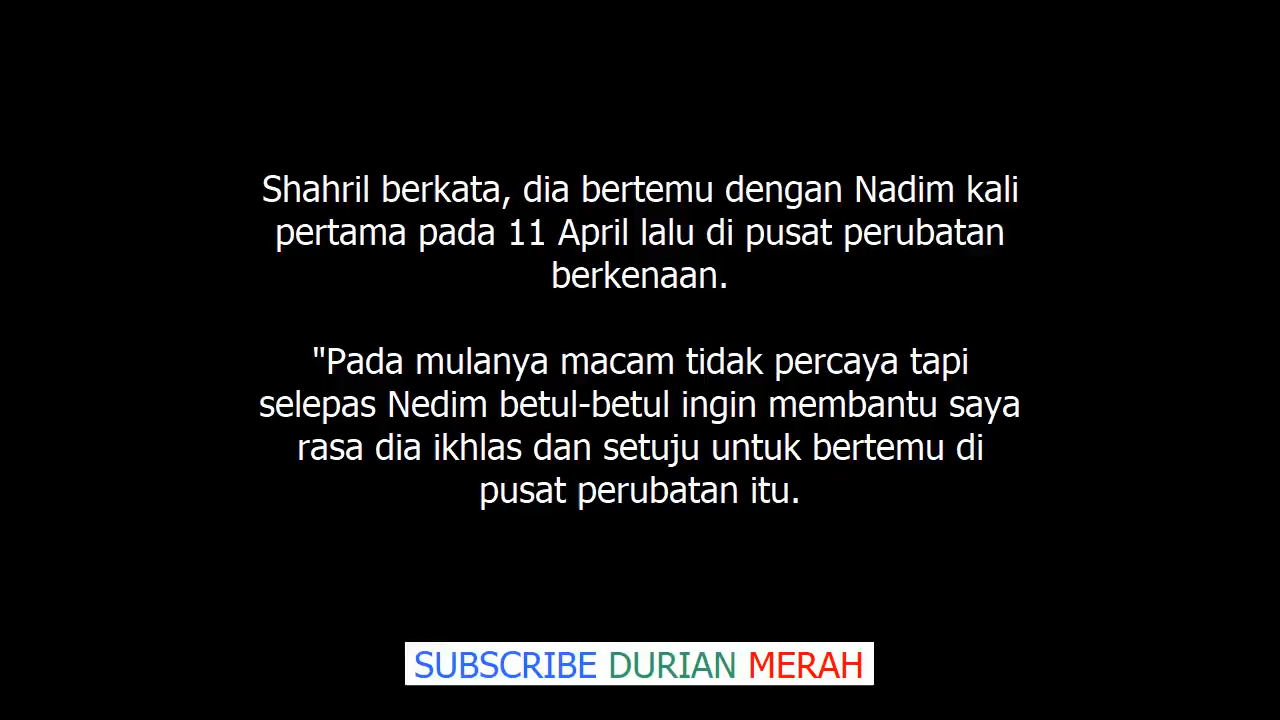 Shahril berkata, dia bertemu dengan Nadim kali
pertama pada 11 April lalu di pusat perubatan
berkenaan.
"Pada mulanya macam tidak percaya tapi
selepas Nedim betul-betul ingin membantu saya
rasa dia ikhlas dan setuju untuk bertemu di
pusat perubatan itu.
SUBSCRIBE DURIAN MERAH